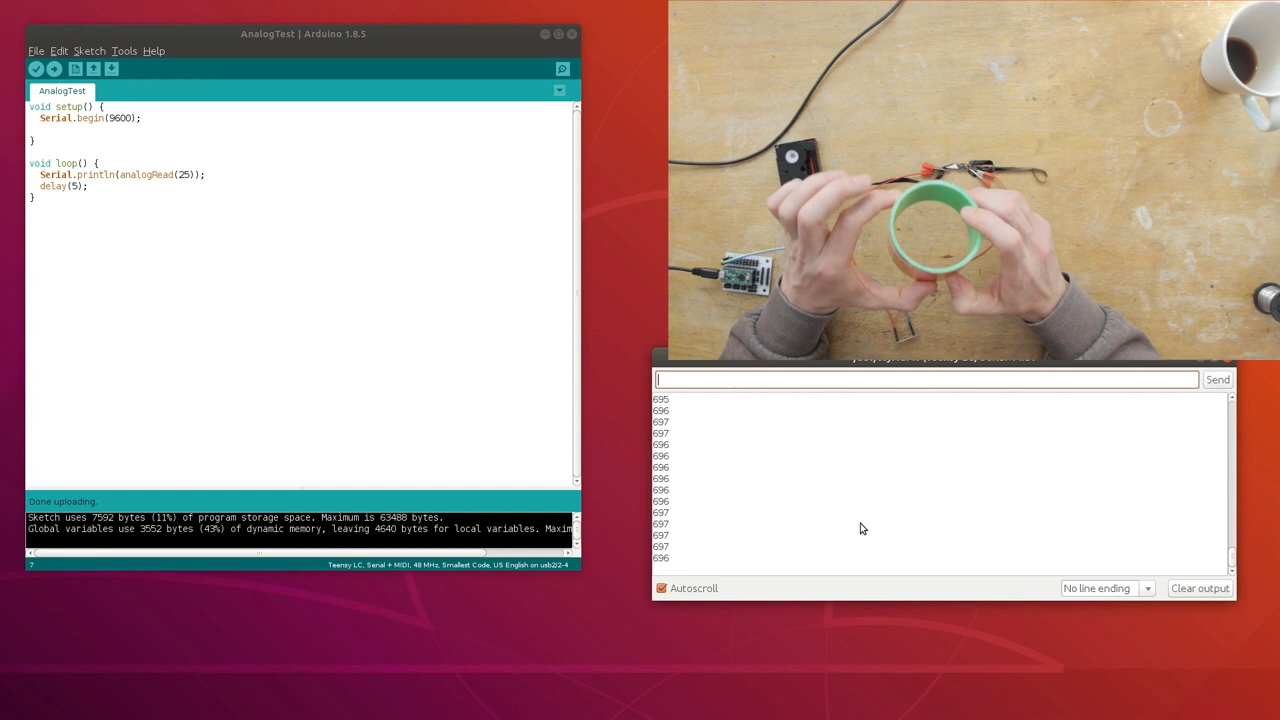 AnalogTest | Arduino 1.8.5
File Edit Sketch Tools Help
AnalogTest
void setup() {
Serial.begin(9600);
}
void loop() {
Serial.println(analogRead(25));
delay(5);
}
Done uploading.
Sketch uses 7592 bytes (11%) of program storage space. Maximum is 63488 bytes.
Global variables use 3552 bytes (43%) of dynamic memory, leaving 4640 bytes for local variables. Maxim
7
Teensy LC, Serial + MIDI, 48 MHz, Smallest Code, US English on usb2/2-4
Send
695
696
697
697
696
696
696
696
696
696
697
697
697
697
696
Autoscroll
No line ending
Clear output